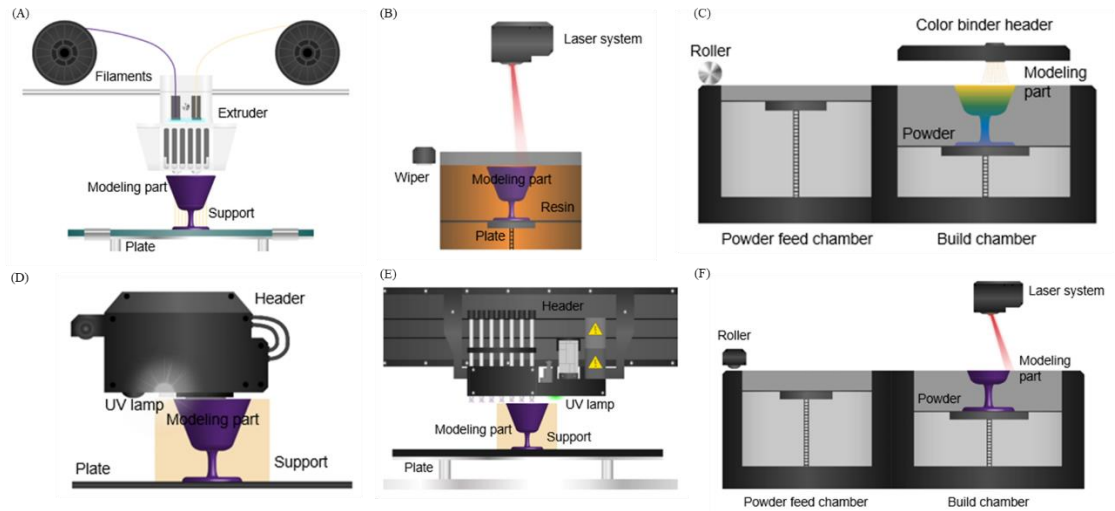 (A)
Filaments
Extruder
Modeling part
Support
Plate
(B)
Laser system
Wiper
Modeling part
Resin
Plate
(C)
Color binder header
Roller
Modeling
part
Powder
Powder feed chamber
Build chamber
(D)
Header
UV lamp
Modeling part
Support
Plate
(E)
Header
UV lamp
Modeling part
Support
Plate
(F)
Laser system
Roller
Modeling
part
Powder
Powder feed chamber
Build chamber